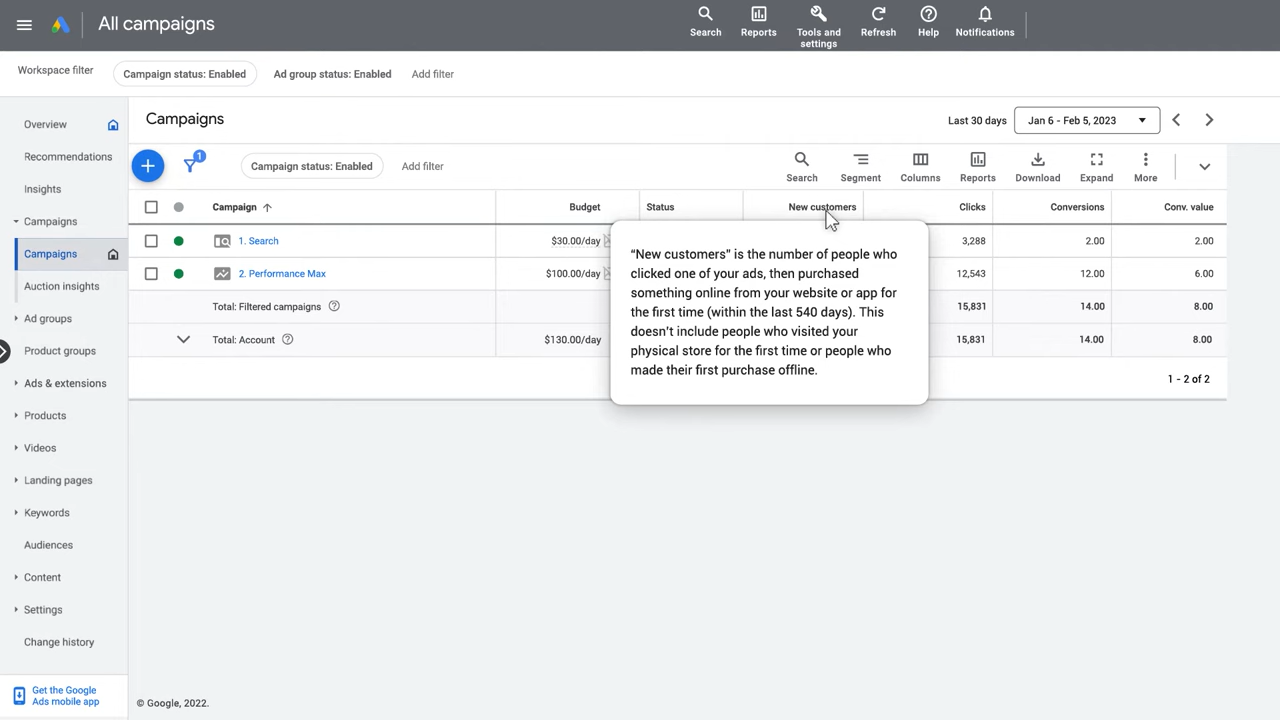 All campaigns
Search
Reports
Tools and
settings
Refresh
Help
Notifications
Workspace filter
Campaign status: Enabled
Ad group status: Enabled
Add filter
Overview
Recommendations
Insights
Campaigns
Campaigns
Auction insights
Ad groups
Product groups
Ads & extensions
Products
Videos
Landing pages
Keywords
Audiences
Content
Settings
Change history
Get the Google
Ads mobile app
Campaigns
Last 30 days
Jan 6 - Feb 5, 2023
1
Campaign status: Enabled
Add filter
Search
Segment
Columns
Reports
Download
Expand
More
Campaign Budget Status New customers Clicks Conversions Conv. value
1. Search $30.00/day 3,288 2.00 2.00
2. Performance Max $100.00/day 12,543 12.00 6.00
Total: Filtered campaigns 15,831 14.00 8.00
Total: Account $130.00/day 15,831 14.00 8.00
“New customers” is the number of people who
clicked one of your ads, then purchased
something online from your website or app for
the first time (within the last 540 days). This
doesn’t include people who visited your
physical store for the first time or people who
made their first purchase offline.
1 - 2 of 2
© Google, 2022.